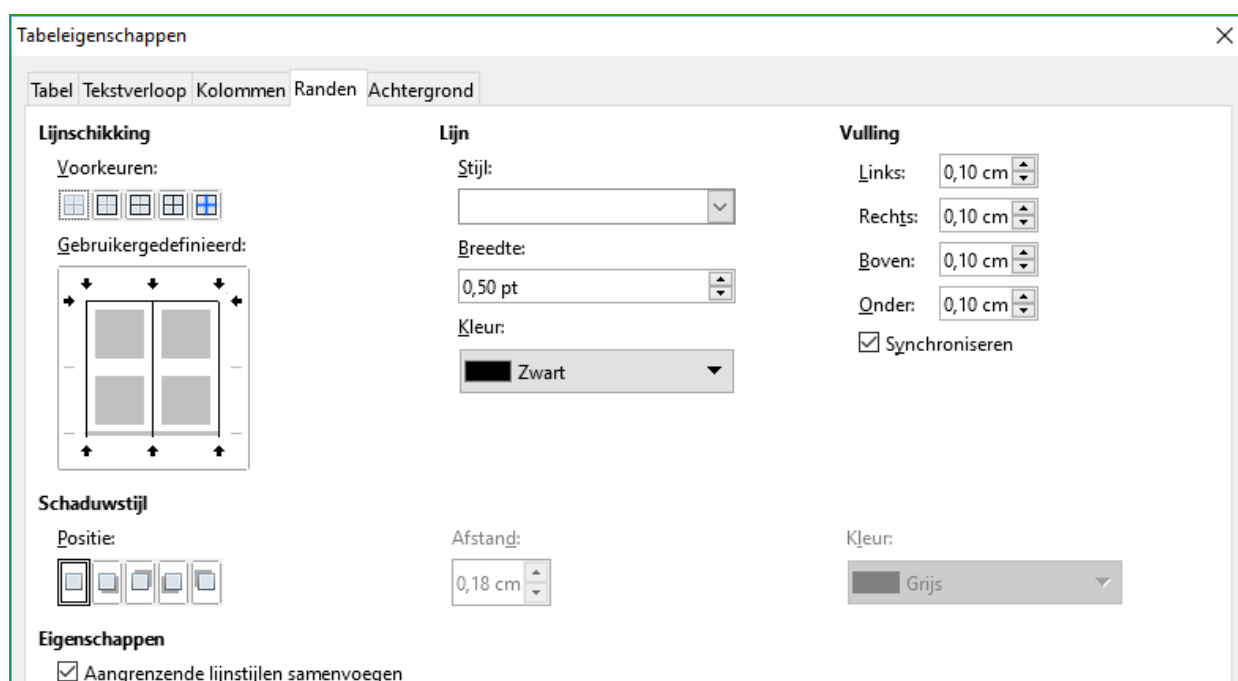 Tabeleigenschappen
Tabel Tekstverloop Kolommen Randen Achtergrond
Lijnschikking
Voorkeuren:
Gebruikergedefinieerd:
Lijn
Stijl:
Breedte:
0,50 pt
Kleur:
Zwart
Vulling
Links: 0,10 cm
Rechts: 0,10 cm
Boven: 0,10 cm
Onder: 0,10 cm
Synchroniseren
Schaduwstijl
Positie:
Afstand:
0,18 cm
Kleur:
Grijs
Eigenschappen
Aangrenzende lijnstijlen samenvoegen